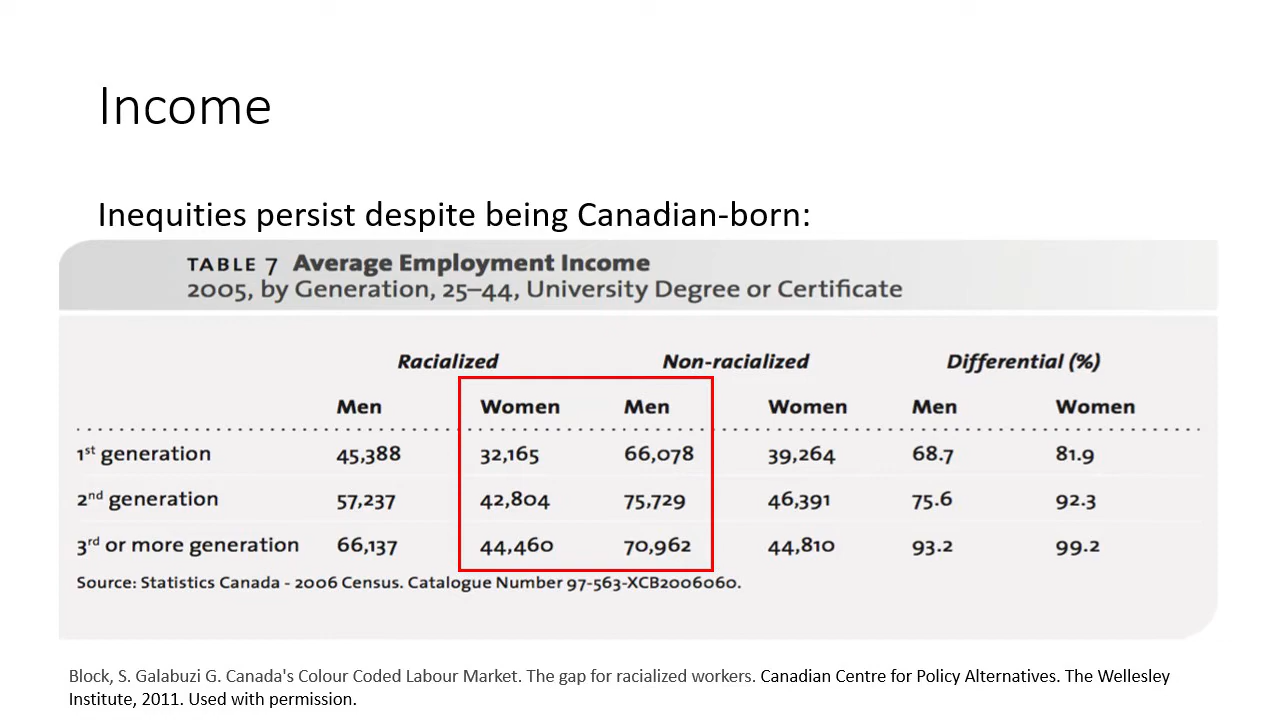 Income
Inequities persist despite being Canadian-born:
TABLE 7 Average Employment Income
2005, by Generation, 25–44, University Degree or Certificate
Racialized Non-racialized Differential (%)
Men Women Men Women Men Women
1st generation 45,388 32,165 66,078 39,264 68.7 81.9
2nd generation 57,237 42,804 75,729 46,391 75.6 92.3
3rd or more generation 66,137 44,460 70,962 44,810 93.2 99.2
Source: Statistics Canada - 2006 Census. Catalogue Number 97-563-XCB2006060.
Block, S. Galabuzi G. Canada's Colour Coded Labour Market. The gap for racialized workers. Canadian Centre for Policy Alternatives. The Wellesley
Institute, 2011. Used with permission.